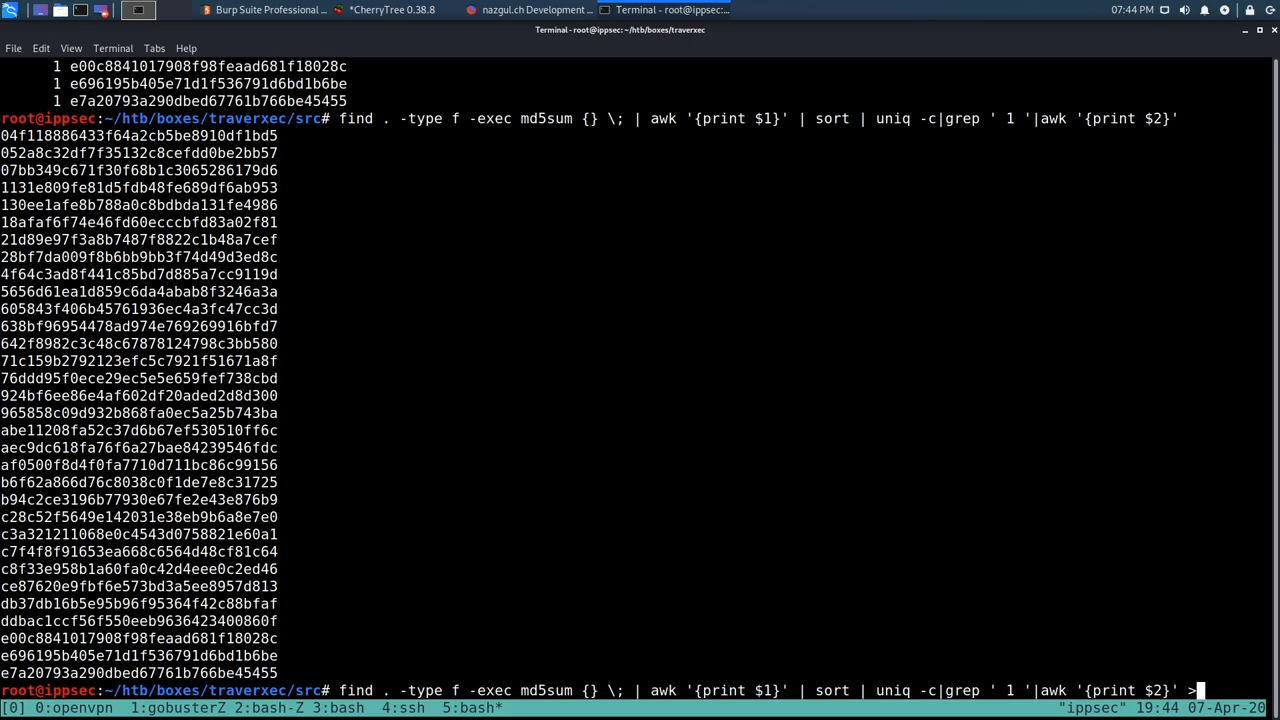 Burp Suite Professional ...
*CherryTree 0.38.8
nazgul.ch Development ...
Terminal - root@ippsec:...
07:44 PM
Terminal - root@ippsec: ~/htb/boxes/traverxec
File Edit View Terminal Tabs Help
1 e00c8841017908f98feaad681f18028c
1 e696195b405e71d1f536791d6bd1b6be
1 e7a20793a290dbed67761b766be45455
root@ippsec:~/htb/boxes/traverxec/src# find . -type f -exec md5sum {} \; | awk '{print $1}' | sort | uniq -c|grep ' 1 '|awk '{print $2}'
04f118886433f64a2cb5be8910df1bd5
052a8c32df7f35132c8cefdd0be2bb57
07bb349c671f30f68b1c3065286179d6
1131e809fe81d5fdb48fe689df6ab953
130ee1afe8b788a0c8bdbda131fe4986
18afaf6f74e46fd60ecccbfd83a02f81
21d89e97f3a8b7487f8822c1b48a7cef
28bf7da009f8b6bb9bb3f74d49d3ed8c
4f64c3ad8f441c85bd7d885a7cc9119d
5656d61ea1d859c6da4abab8f3246a3a
605843f406b45761936ec4a3fc47cc3d
638bf96954478ad974e769269916bfd7
642f8982c3c48c67878124798c3bb580
71c159b2792123efc5c7921f51671a8f
76ddd95f0ece29ec5e5e659fef738cbd
924bf6ee86e4af602df20aded2d8d300
965858c09d932b868fa0ec5a25b743ba
abe11208fa52c37d6b67ef530510ff6c
aec9dc618fa76f6a27bae84239546fdc
af0500f8d4f0fa7710d711bc86c99156
b6f62a866d76c8038c0f1de7e8c31725
b94c2ce3196b77930e67fe2e43e876b9
c28c52f5649e142031e38eb9b6a8e7e0
c3a321211068e0c4543d0758821e60a1
c7f4f8f91653ea668c6564d48cf81c64
c8f33e958b1a60fa0c42d4eee0c2ed46
ce87620e9fbf6e573bd3a5ee8957d813
db37db16b5e95b96f95364f42c88bfaf
ddbac1ccf56f550eeb9636423400860f
e00c8841017908f98feaad681f18028c
e696195b405e71d1f536791d6bd1b6be
e7a20793a290dbed67761b766be45455
root@ippsec:~/htb/boxes/traverxec/src# find . -type f -exec md5sum {} \; | awk '{print $1}' | sort | uniq -c|grep ' 1 '|awk '{print $2}' >
[0] 0:openvpn 1:gobusterZ 2:bash-Z 3:bash 4:ssh 5:bash* "ippsec" 19:44 07-Apr-20